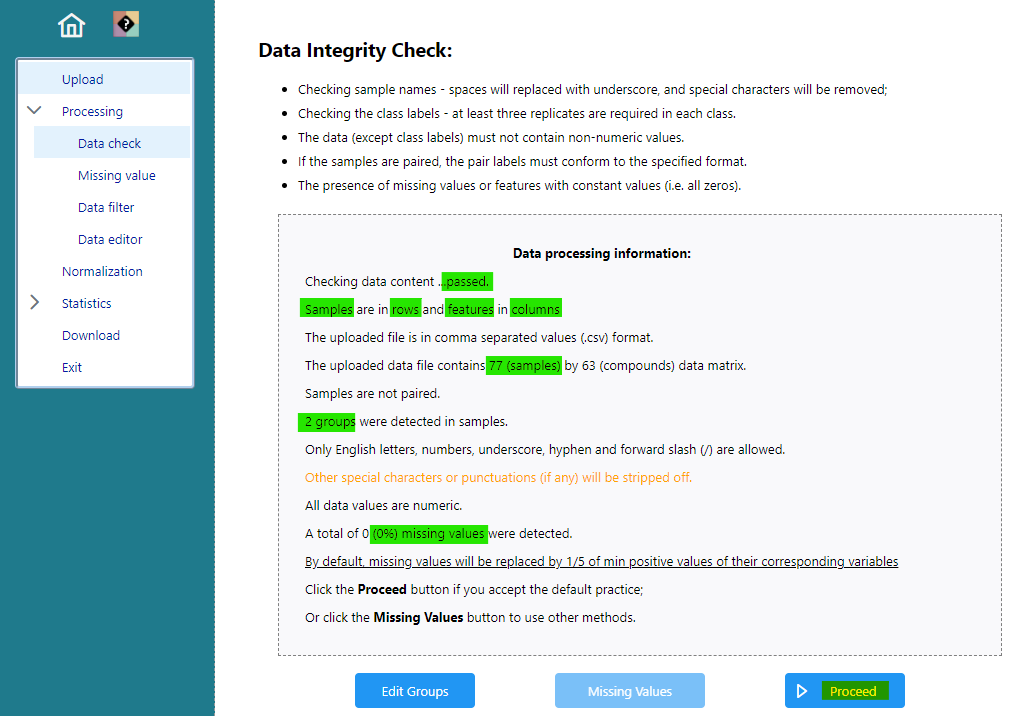 ?
Upload
Processing
Data check
Missing value
Data filter
Data editor
Normalization
Statistics
Download
Exit
Data Integrity Check:
Checking sample names - spaces will replaced with underscore, and special characters will be removed;
Checking the class labels - at least three replicates are required in each class.
The data (except class labels) must not contain non-numeric values.
If the samples are paired, the pair labels must conform to the specified format.
The presence of missing values or features with constant values (i.e. all zeros).
Data processing information:
Checking data content ...passed.
Samples are in rows and features in columns
The uploaded file is in comma separated values (.csv) format.
The uploaded data file contains 77 (samples) by 63 (compounds) data matrix.
Samples are not paired.
2 groups were detected in samples.
Only English letters, numbers, underscore, hyphen and forward slash (/) are allowed.
Other special characters or punctuations (if any) will be stripped off.
All data values are numeric.
A total of 0 (0%) missing values were detected.
By default, missing values will be replaced by 1/5 of min positive values of their corresponding variables
Click the Proceed button if you accept the default practice;
Or click the Missing Values button to use other methods.
Edit Groups
Missing Values
Proceed